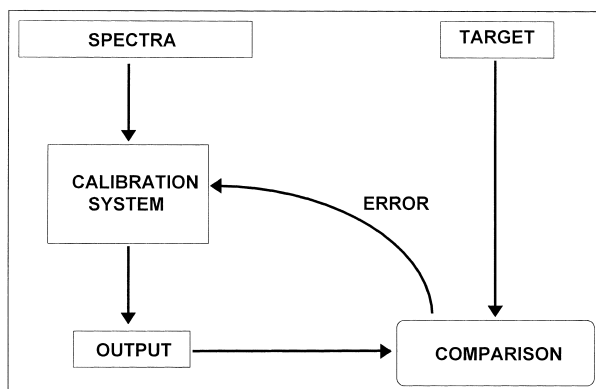 SPECTRA
TARGET
CALIBRATION
SYSTEM
ERROR
OUTPUT
COMPARISON